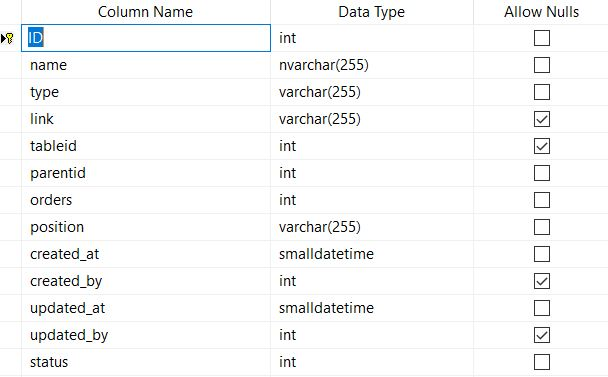 Column Name Data Type Allow Nulls
ID int
name nvarchar(255)
type varchar(255)
link varchar(255)
tableid int
parentid int
orders int
position varchar(255)
created_at smalldatetime
created_by int
updated_at smalldatetime
updated_by int
status int